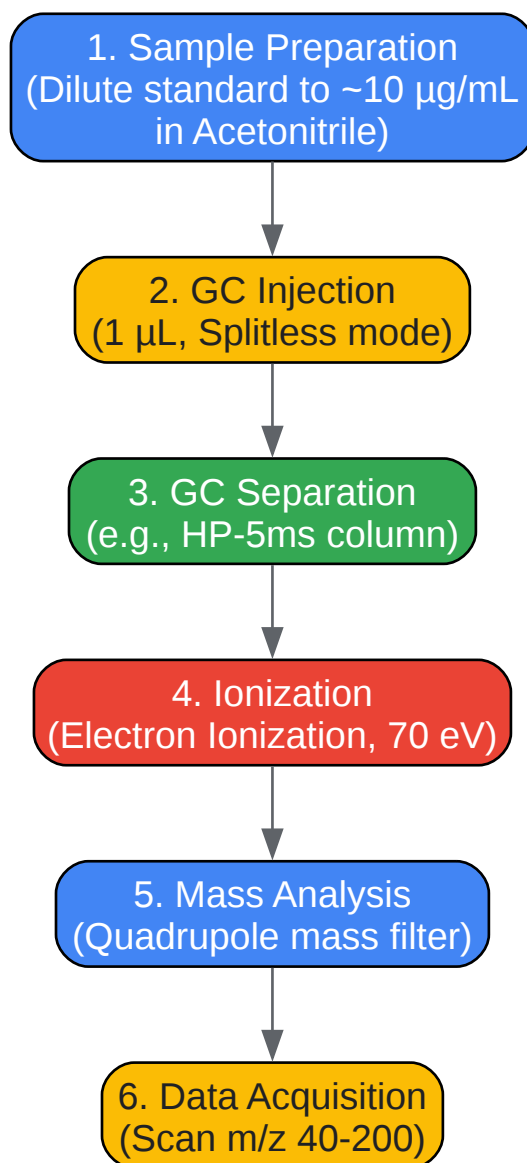 1. Sample Preparation
(Dilute standard to ~10 µg/mL
in Acetonitrile)
2. GC Injection
(1 µL, Splitless mode)
3. GC Separation
(e.g., HP-5ms column)
4. Ionization
(Electron Ionization, 70 eV)
5. Mass Analysis
(Quadrupole mass filter)
6. Data Acquisition
(Scan m/z 40-200)